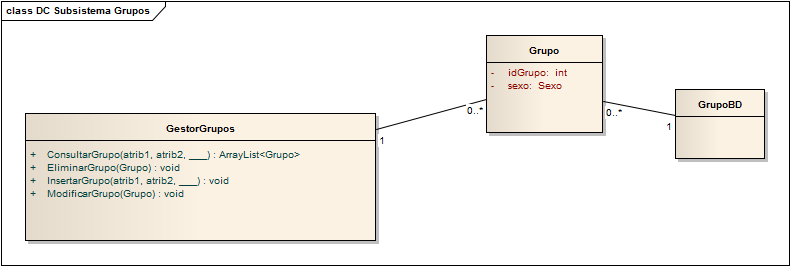 class DC Subsistema Grupos
Grupo
- idGrupo: int
- sexo: Sexo
0..*
0..*
GrupoBD
1
GestorGrupos
1
+ ConsultarGrupo(atrib1, atrib2, ___) : ArrayList<Grupo>
+ EliminarGrupo(Grupo) : void
+ InsertarGrupo(atrib1, atrib2, ___) : void
+ ModificarGrupo(Grupo) : void